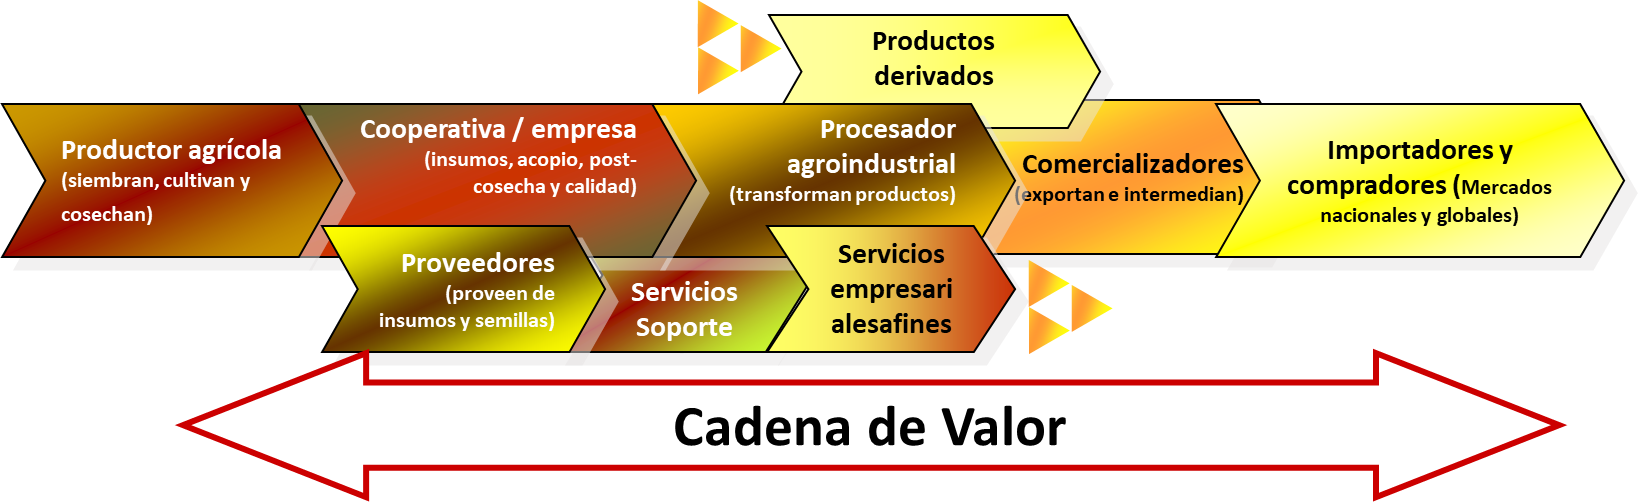 Productos
derivados
Productor agrícola
(siembran, cultivan y
cosechan)
Cooperativa / empresa
(insumos, acopio, post-
cosecha y calidad)
Procesador
agroindustrial
(transforman productos)
Comercializadores
(exportan e intermedian)
Importadores y
compradores (Mercados
nacionales y globales)
Proveedores
(proveen de
insumos y semillas)
Servicios
Soporte
Servicios
empresari
alesafines
Cadena de Valor